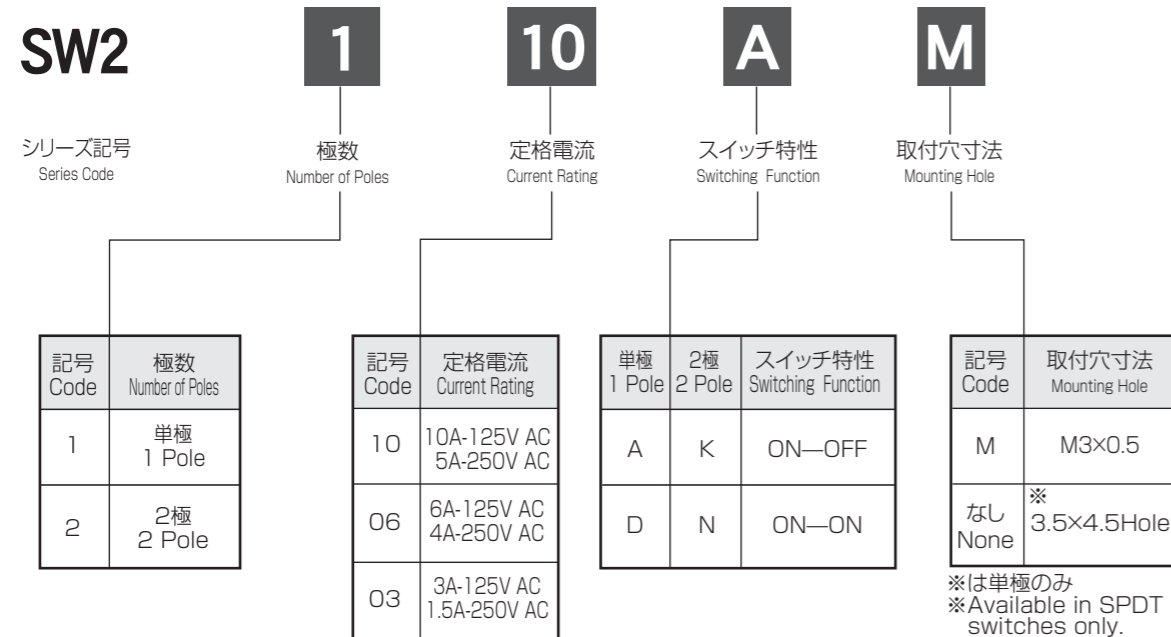 SW2 1 10 A M
シリーズ記号
Series Code
極数
Number of Poles
定格電流
Current Rating
スイッチ特性
Switching Function
取付穴寸法
Mounting Hole
記号 極数
Code Number of Poles
1 単極
1 Pole
2 2極
2 Pole
記号 定格電流
Code Current Rating
10 10A-125V AC
5A-250V AC
06 6A-125V AC
4A-250V AC
03 3A-125V AC
1.5A-250V AC
単極 2極 スイッチ特性
1 Pole 2 Pole Switching Function
A K ON—OFF
D N ON—ON
記号 取付穴寸法
Code Mounting Hole
M M3×0.5
なし ※
None 3.5×4.5Hole
※は単極のみ
※Available in SPDT
switches only.